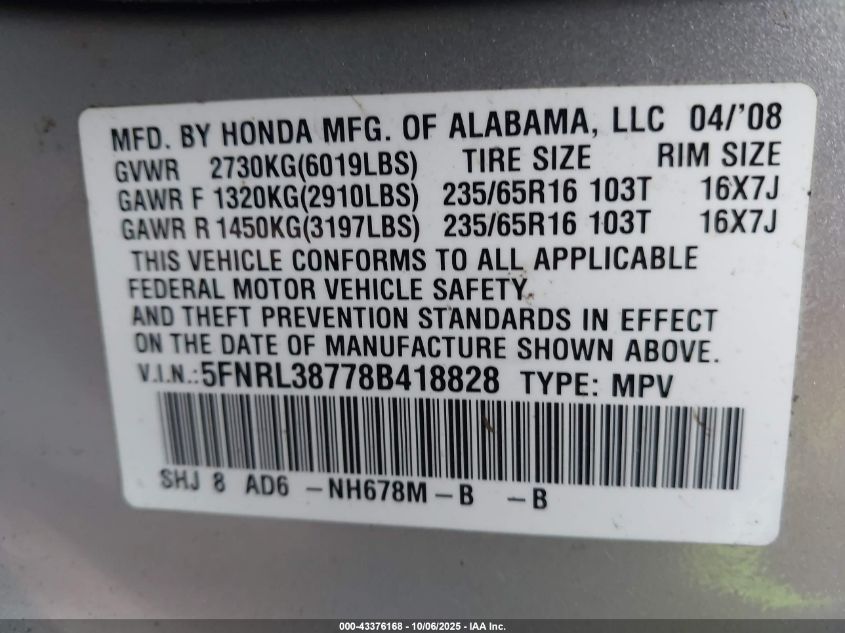 MFD. BY HONDA MFG. OF ALABAMA, LLC 04/'08
GVWR 2730KG(6019LBS) TIRE SIZE RIM SIZE
GAWR F 1320KG(2910LBS) 235/65R16 103T 16X7J
GAWR R 1450KG(3197LBS) 235/65R16 103T 16X7J
THIS VEHICLE CONFORMS TO ALL APPLICABLE
FEDERAL MOTOR VEHICLE SAFETY
AND THEFT PREVENTION STANDARDS IN EFFECT
ON THE DATE OF MANUFACTURE SHOWN ABOVE.
V.I.N.:5FNRL38778B418828 TYPE: MPV
SHJ 8 AD6 -NH678M-B -B
000-43376168 - 10/06/2025 - IAA Inc.